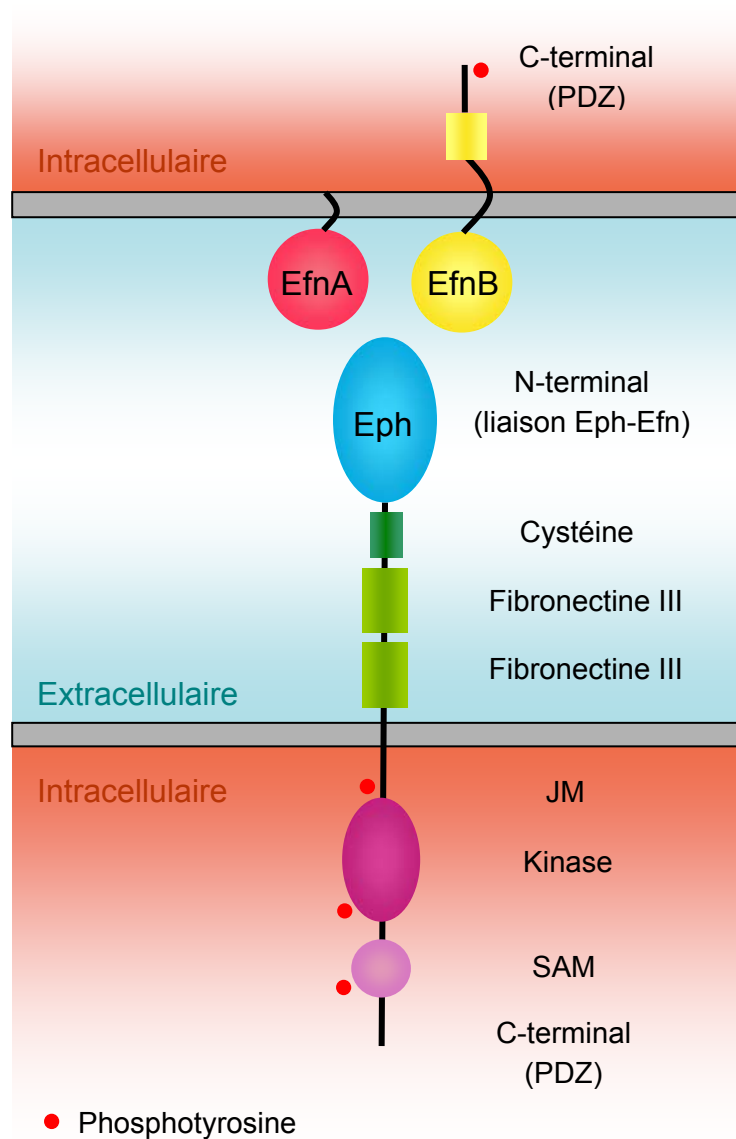 C-terminal
(PDZ)
Intracellulaire
EfnA
EfnB
N-terminal
(liaison Eph-Efn)
Eph
Cystéine
Fibronectine III
Fibronectine III
Extracellulaire
Intracellulaire
JM
Kinase
SAM
C-terminal
(PDZ)
Phosphotyrosine